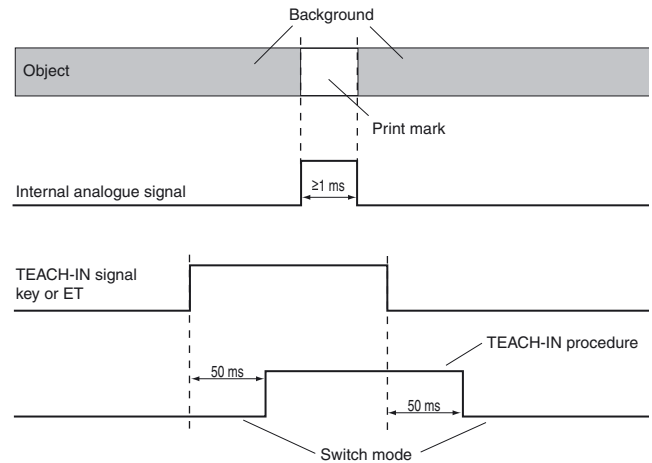 Background
Object
Print mark
Internal analogue signal
≥1 ms
TEACH-IN signal
key or ET
TEACH-IN procedure
50 ms
50 ms
Switch mode